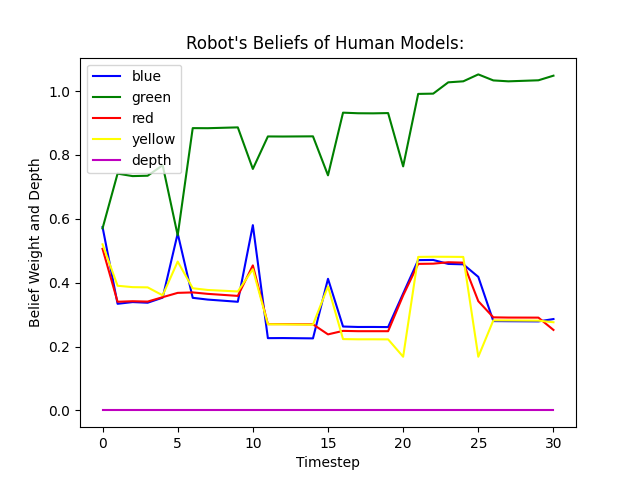 Robot's Beliefs of Human Models:
blue
green
red
yellow
depth
Belief Weight and Depth
1.0
0.8
0.6
0.4
0.2
0.0
0 5 10 15 20 25 30
Timestep